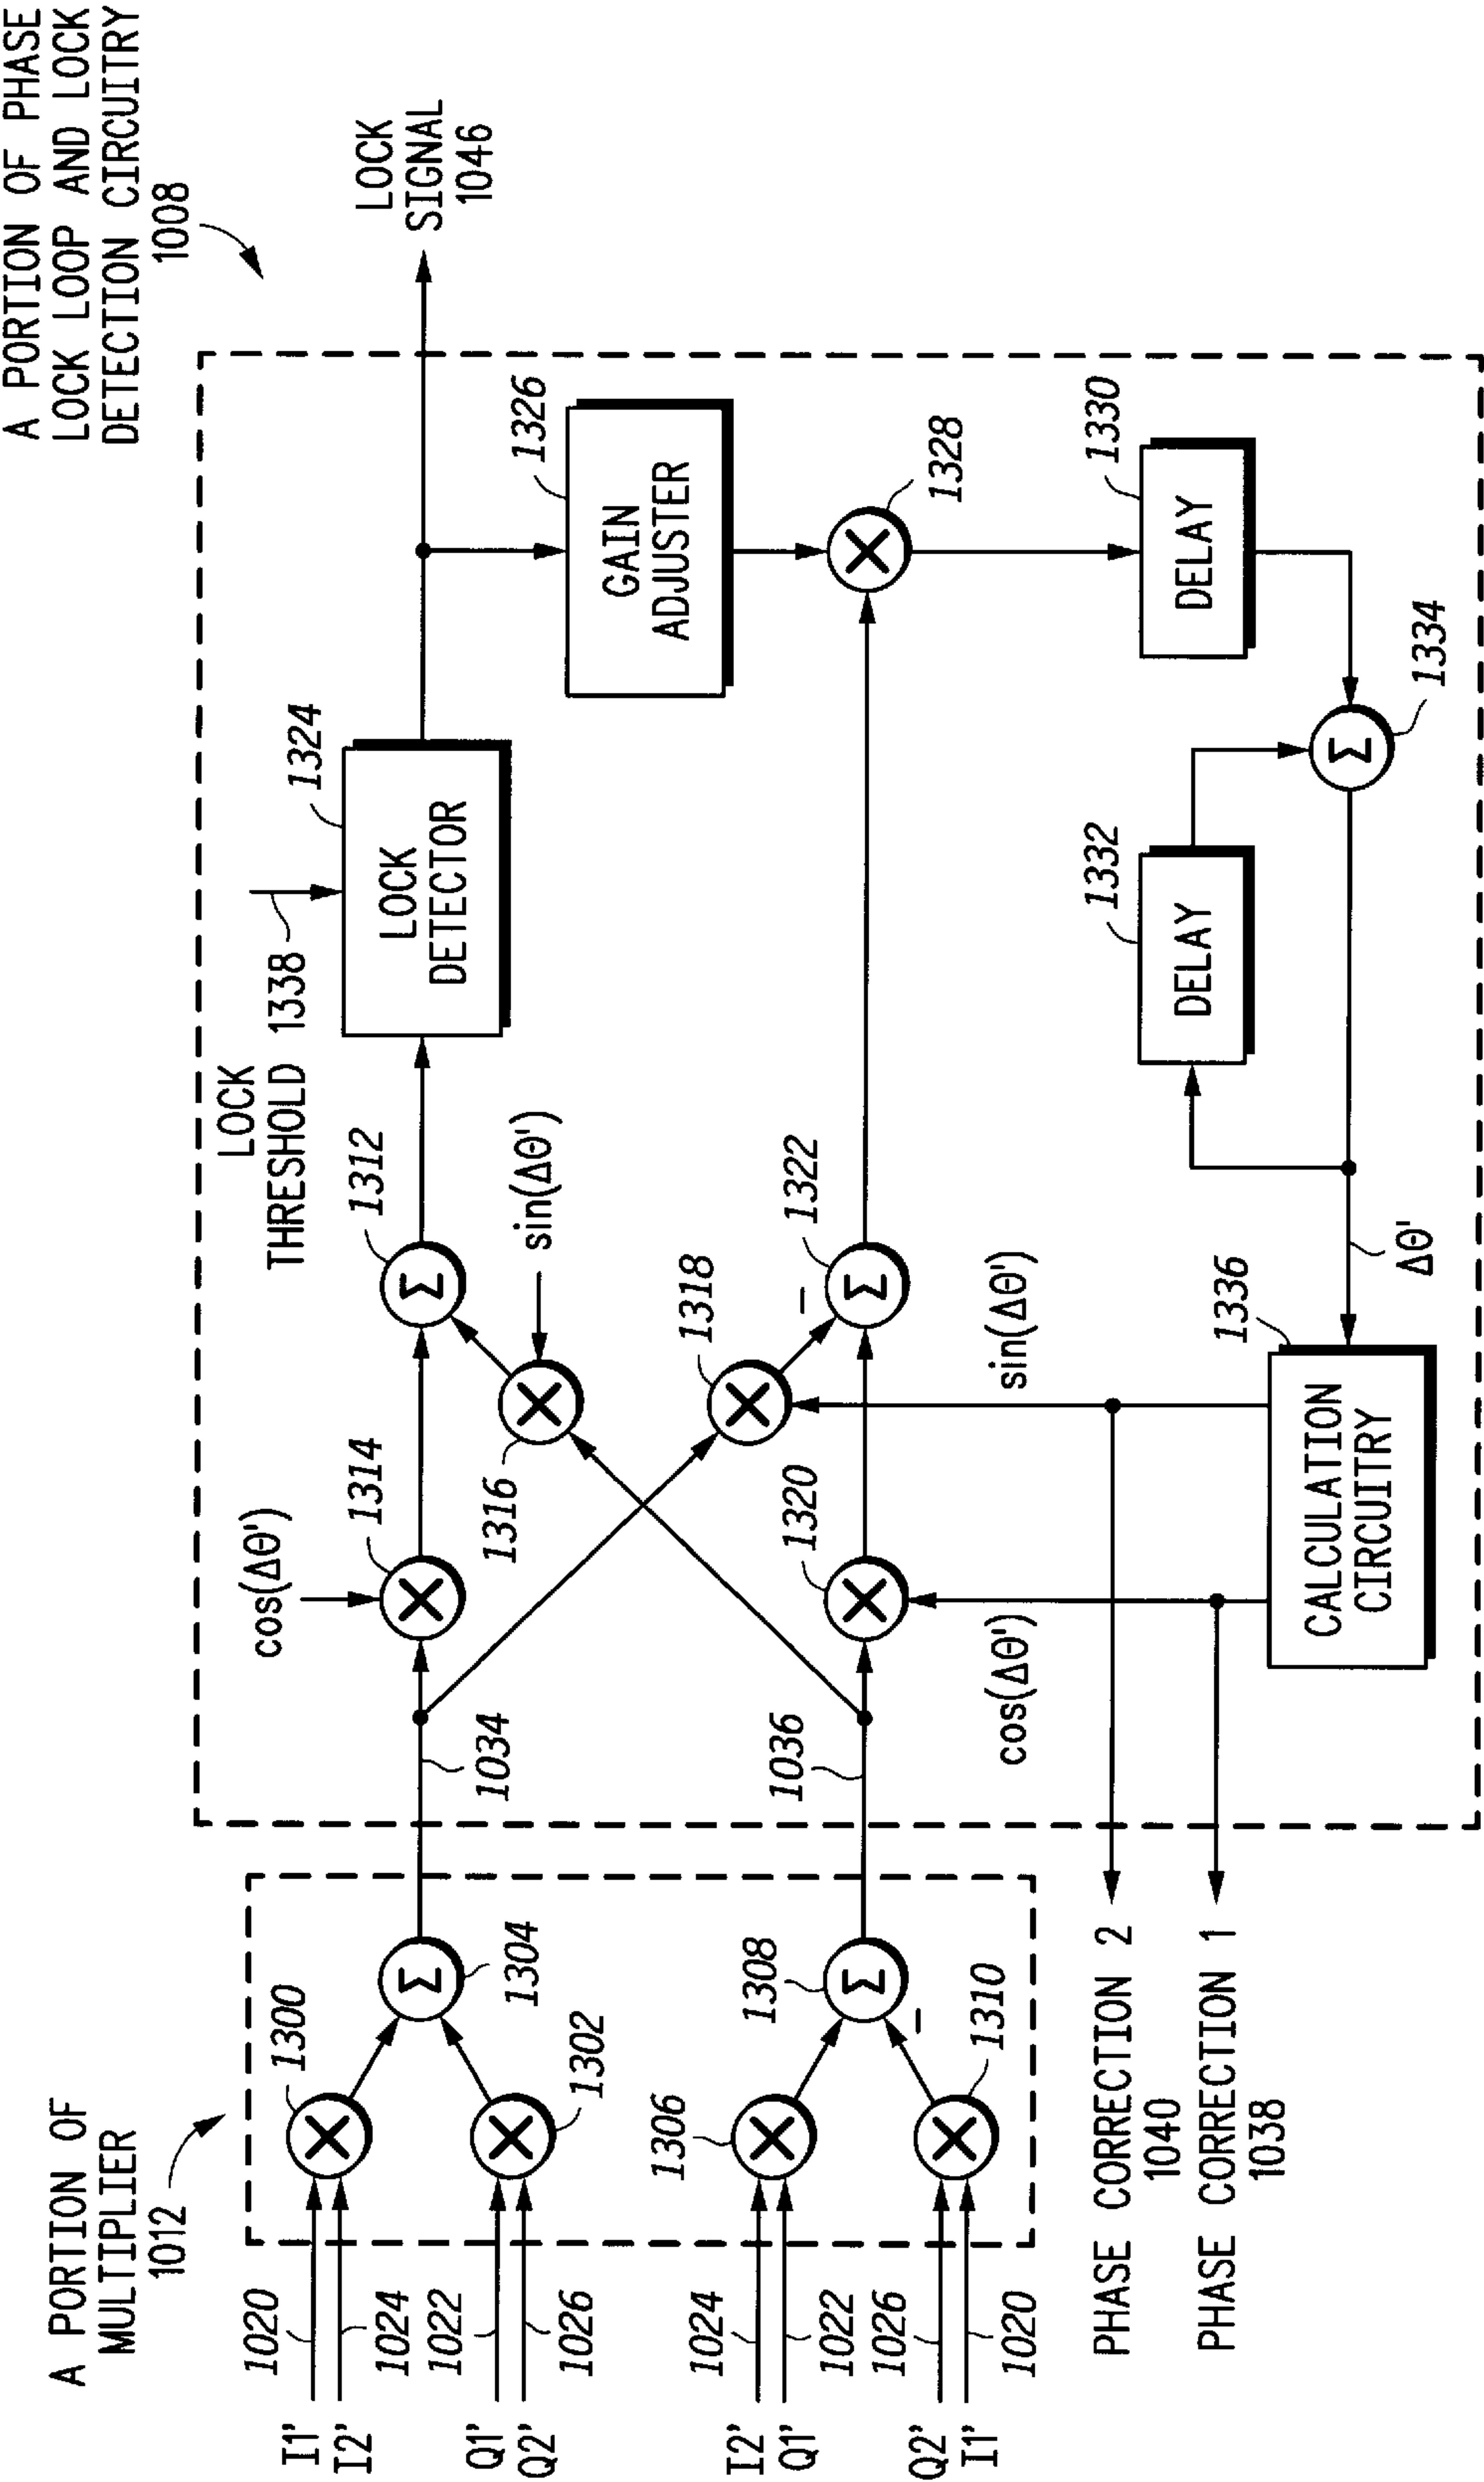 A PORTION OF PHASE
LOCK LOOP AND LOCK
DETECTION CIRCUITRY
1008
A PORTION OF
MULTIPLIER
1012
I1'
I2'
Q1'
Q2'
I2'
Q1'
Q2'
I1'
1020
1024
1022
1026
1024
1022
1026
1020
1300
1302
1304
1306
1308
1310
Σ
Σ
1034
1036
cos(ΔΘ')
1314
1316
sin(ΔΘ')
1312
Σ
1318
1320
1322
Σ
−
−
LOCK
THRESHOLD 1338
LOCK
DETECTOR
1324
LOCK
SIGNAL
1046
GAIN
ADJUSTER
1326
1328
DELAY
1330
DELAY
1332
Σ
1334
ΔΘ'
CALCULATION
CIRCUITRY
1336
sin(ΔΘ')
cos(ΔΘ')
PHASE CORRECTION 2
1040
PHASE CORRECTION 1
1038